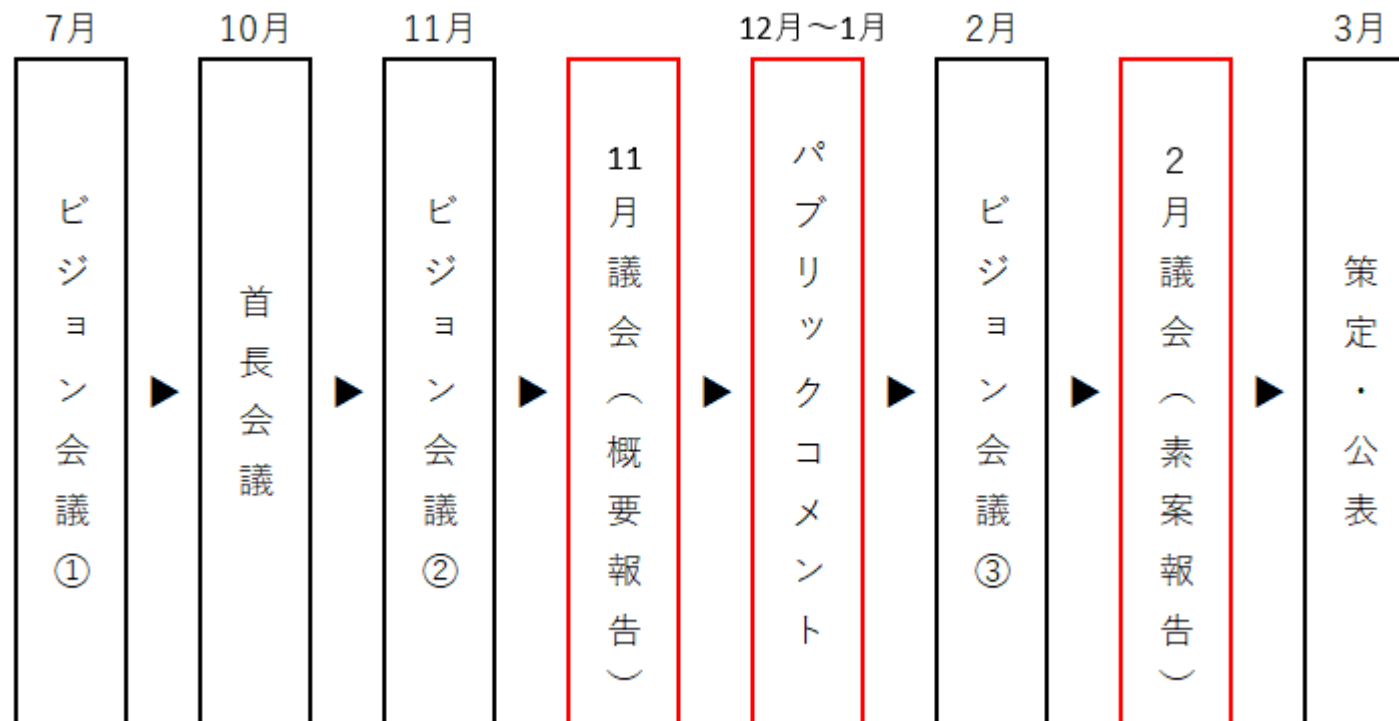 7月
ビジョン会議①
10月
首長会議
11月
ビジョン会議②
11月議会（概要報告）
12月～1月
パブリックコメント
2月
ビジョン会議③
2月議会（素案報告）
3月
策定・公表